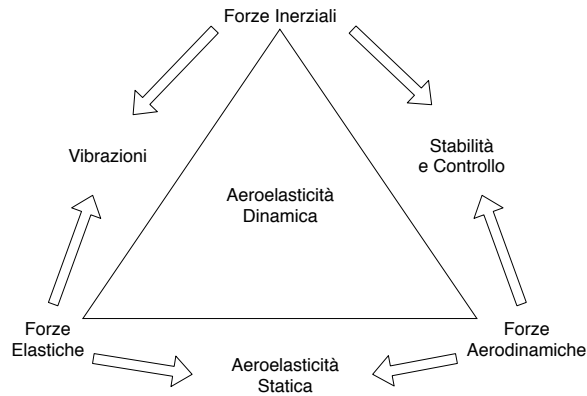 Forze Inerziali
Vibrazioni
Stabilità
e Controllo
Aeroelasticità
Dinamica
Forze
Elastiche
Aeroelasticità
Statica
Forze
Aerodinamiche